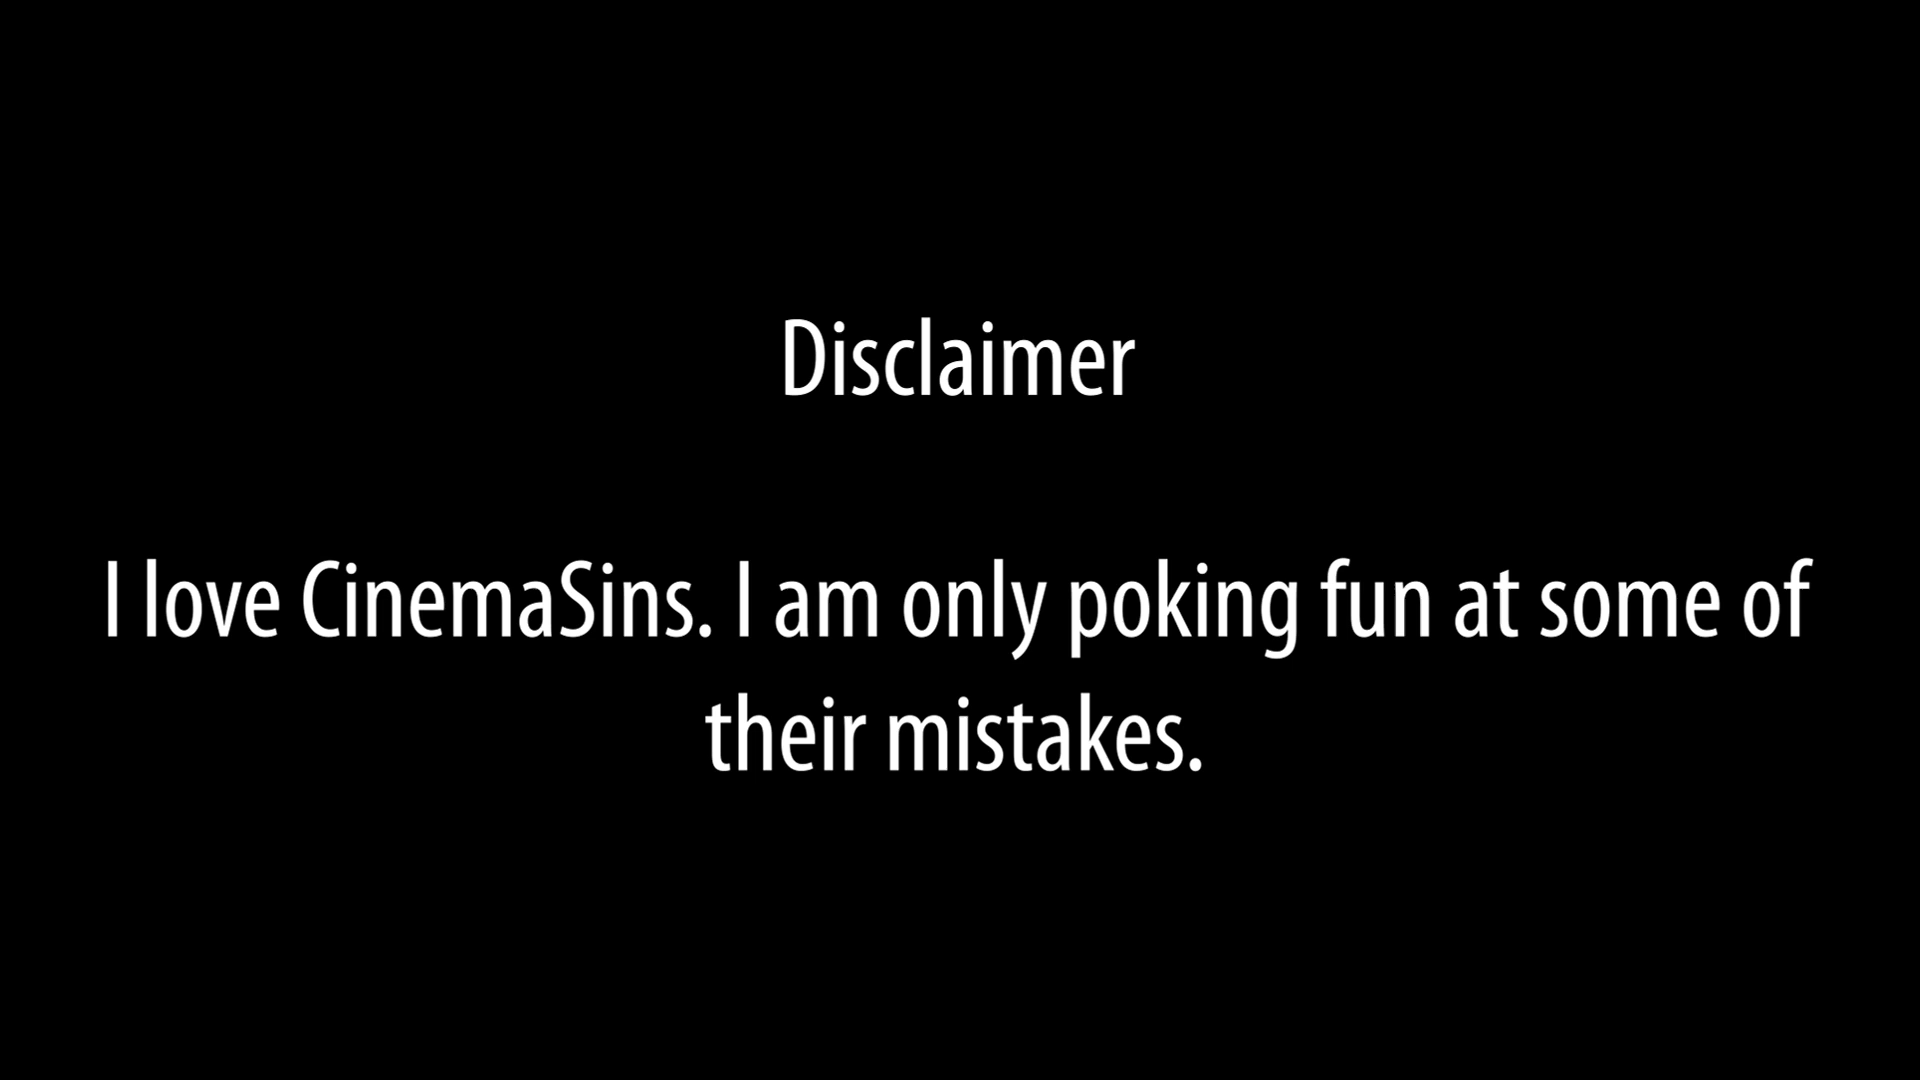 Disclaimer
I love CinemaSins. I am only poking fun at some of
their mistakes.